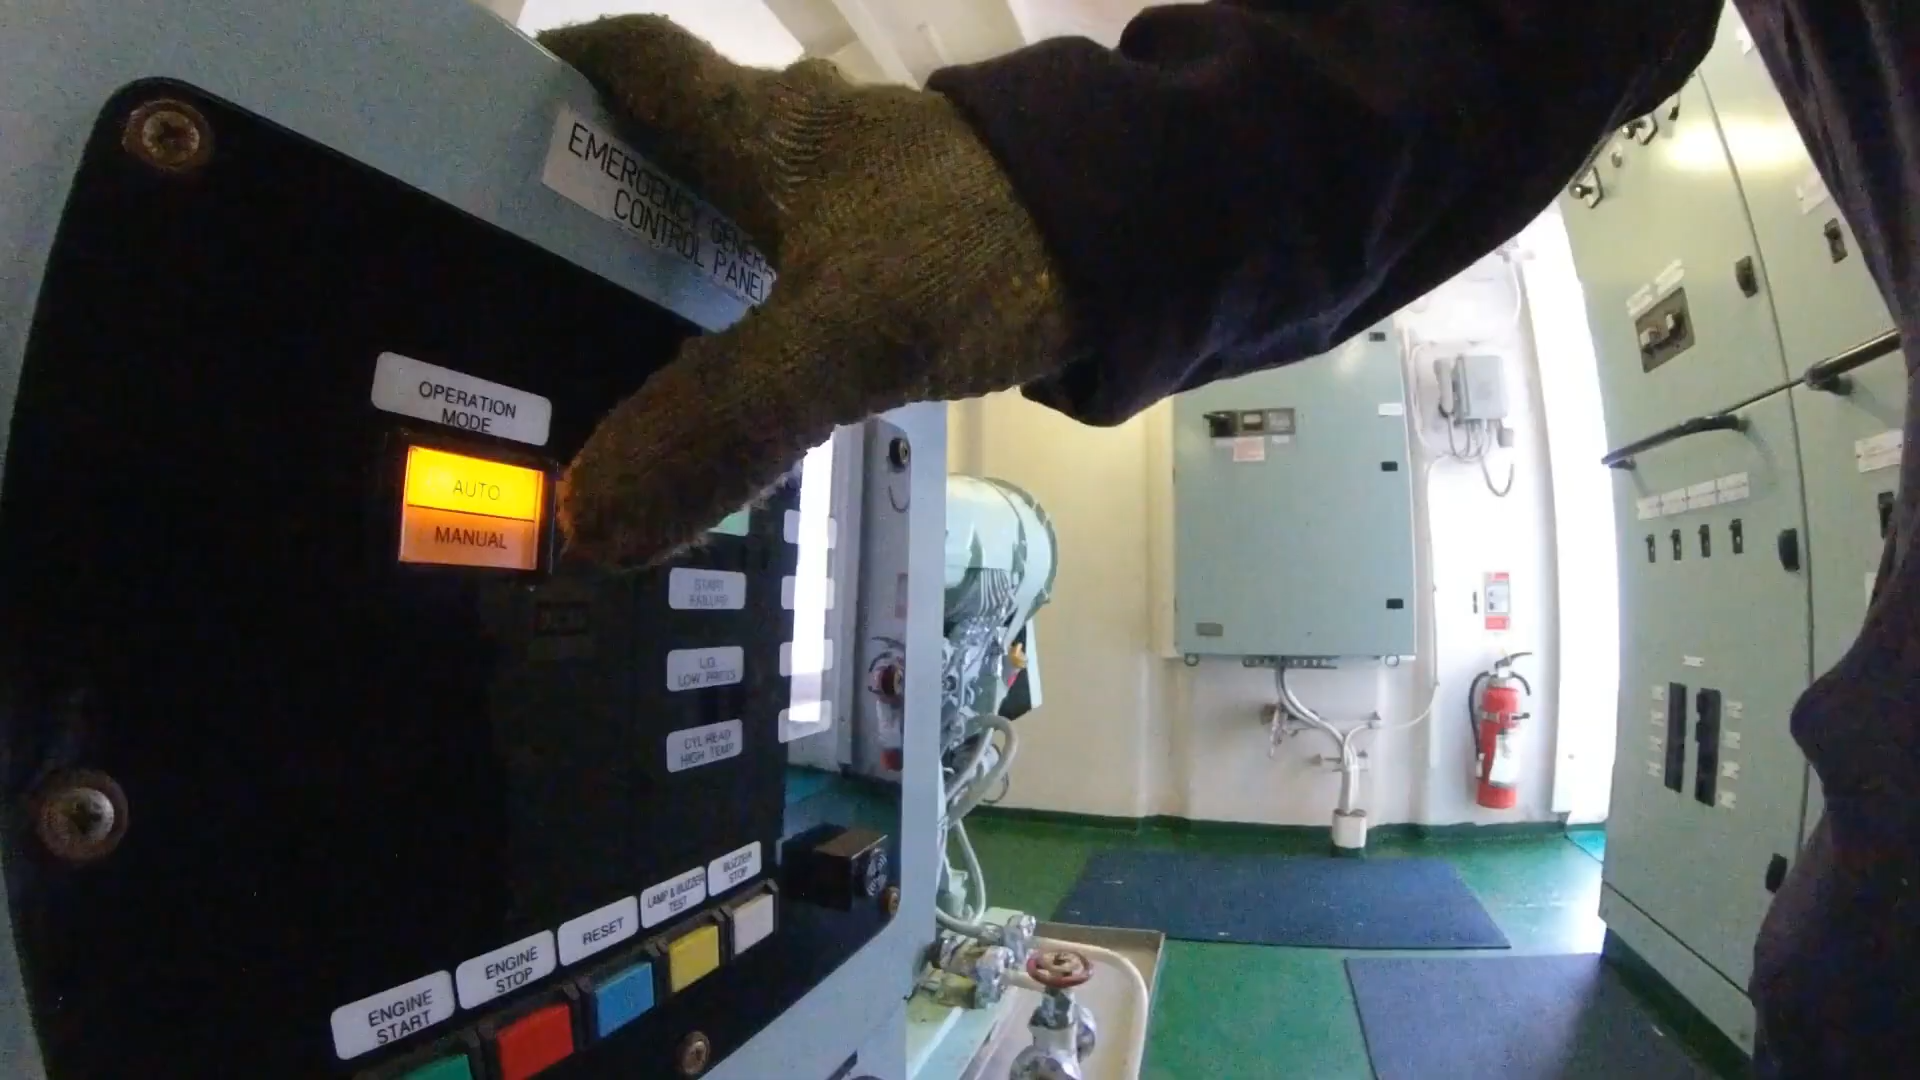 EMERGENCY GENER
CONTROL PANEL
OPERATION
MODE
AUTO
MANUAL
START
FAILURE
L.O.
LOW PRESS
CYL HEAD
HIGH TEMP
BUZZER
STOP
LAMP & BUZZER
TEST
RESET
ENGINE
STOP
ENGINE
START